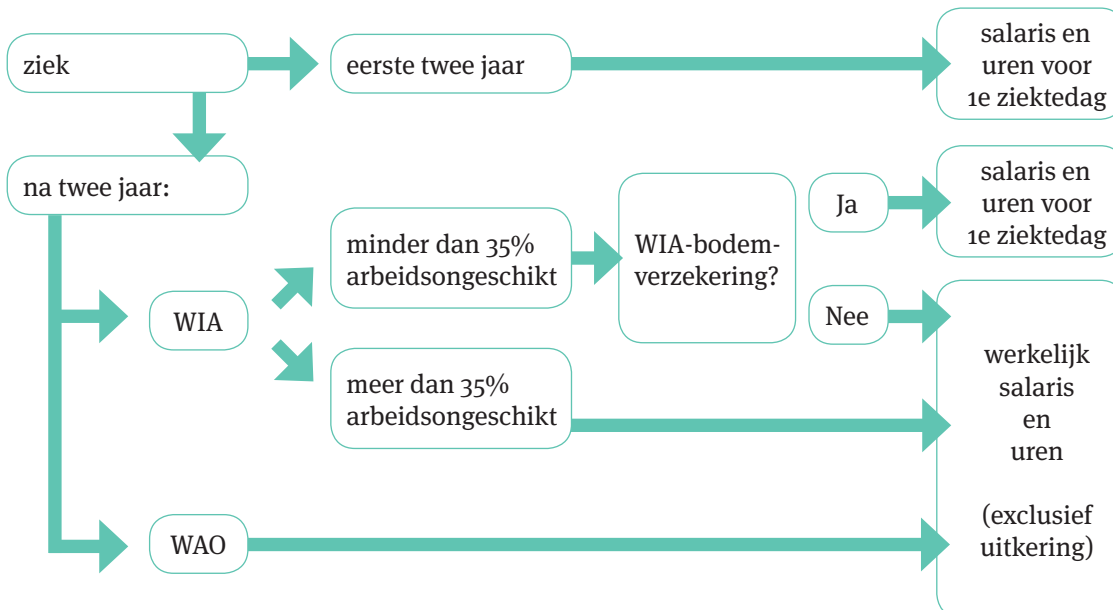 ziek
eerste twee jaar
salaris en
uren voor
1e ziektedag
na twee jaar:
WIA
minder dan 35%
arbeidsongeschikt
WIA-bodem-
verzekering?
Ja
salaris en
uren voor
1e ziektedag
Nee
meer dan 35%
arbeidsongeschikt
WAO
werkelijk
salaris
en
uren
(exclusief
uitkering)